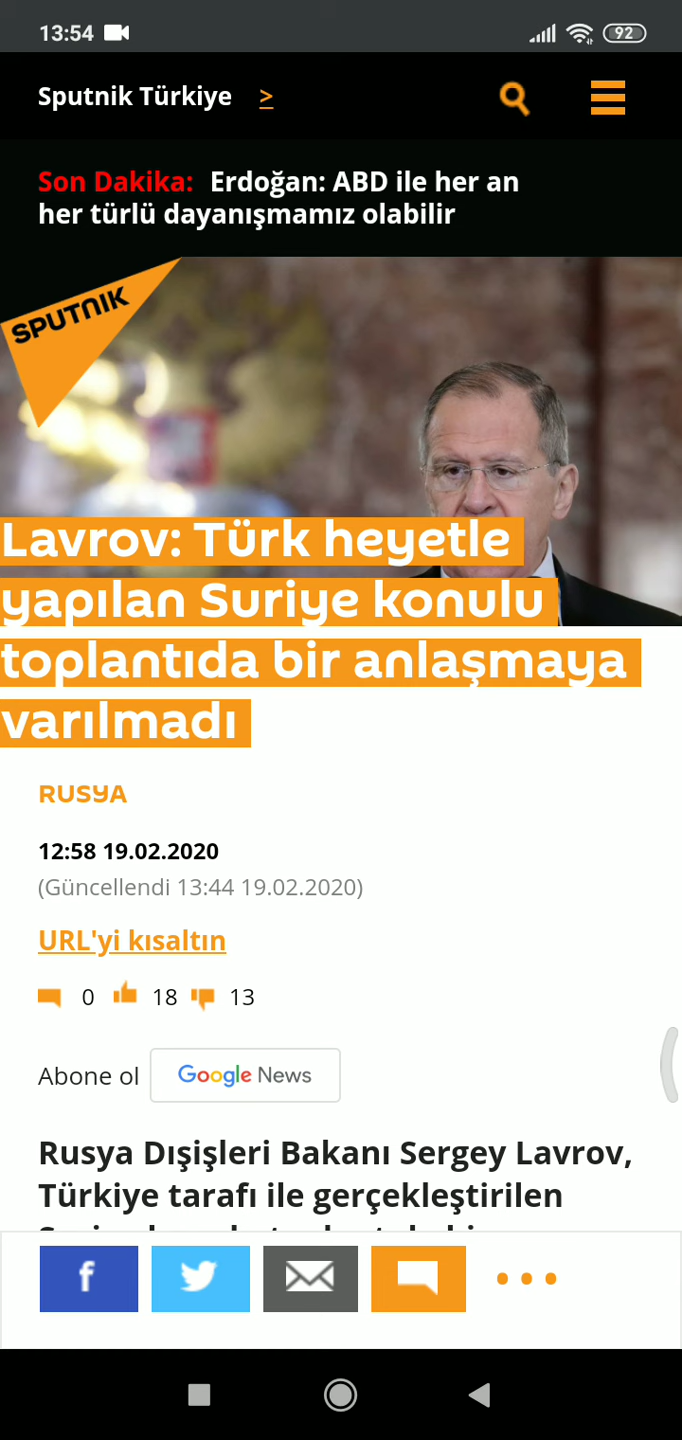 13:54
92
Sputnik Türkiye >
Son Dakika: Erdoğan: ABD ile her an
her türlü dayanışmamız olabilir
SPUTNIK
Lavrov: Türk heyetle
yapılan Suriye konulu
toplantıda bir anlaşmaya
varılmadı
RUSYA
12:58 19.02.2020
(Güncellendi 13:44 19.02.2020)
URL'yi kısaltın
0 18 13
Abone ol Google News
Rusya Dışişleri Bakanı Sergey Lavrov,
Türkiye tarafı ile gerçekleştirilen